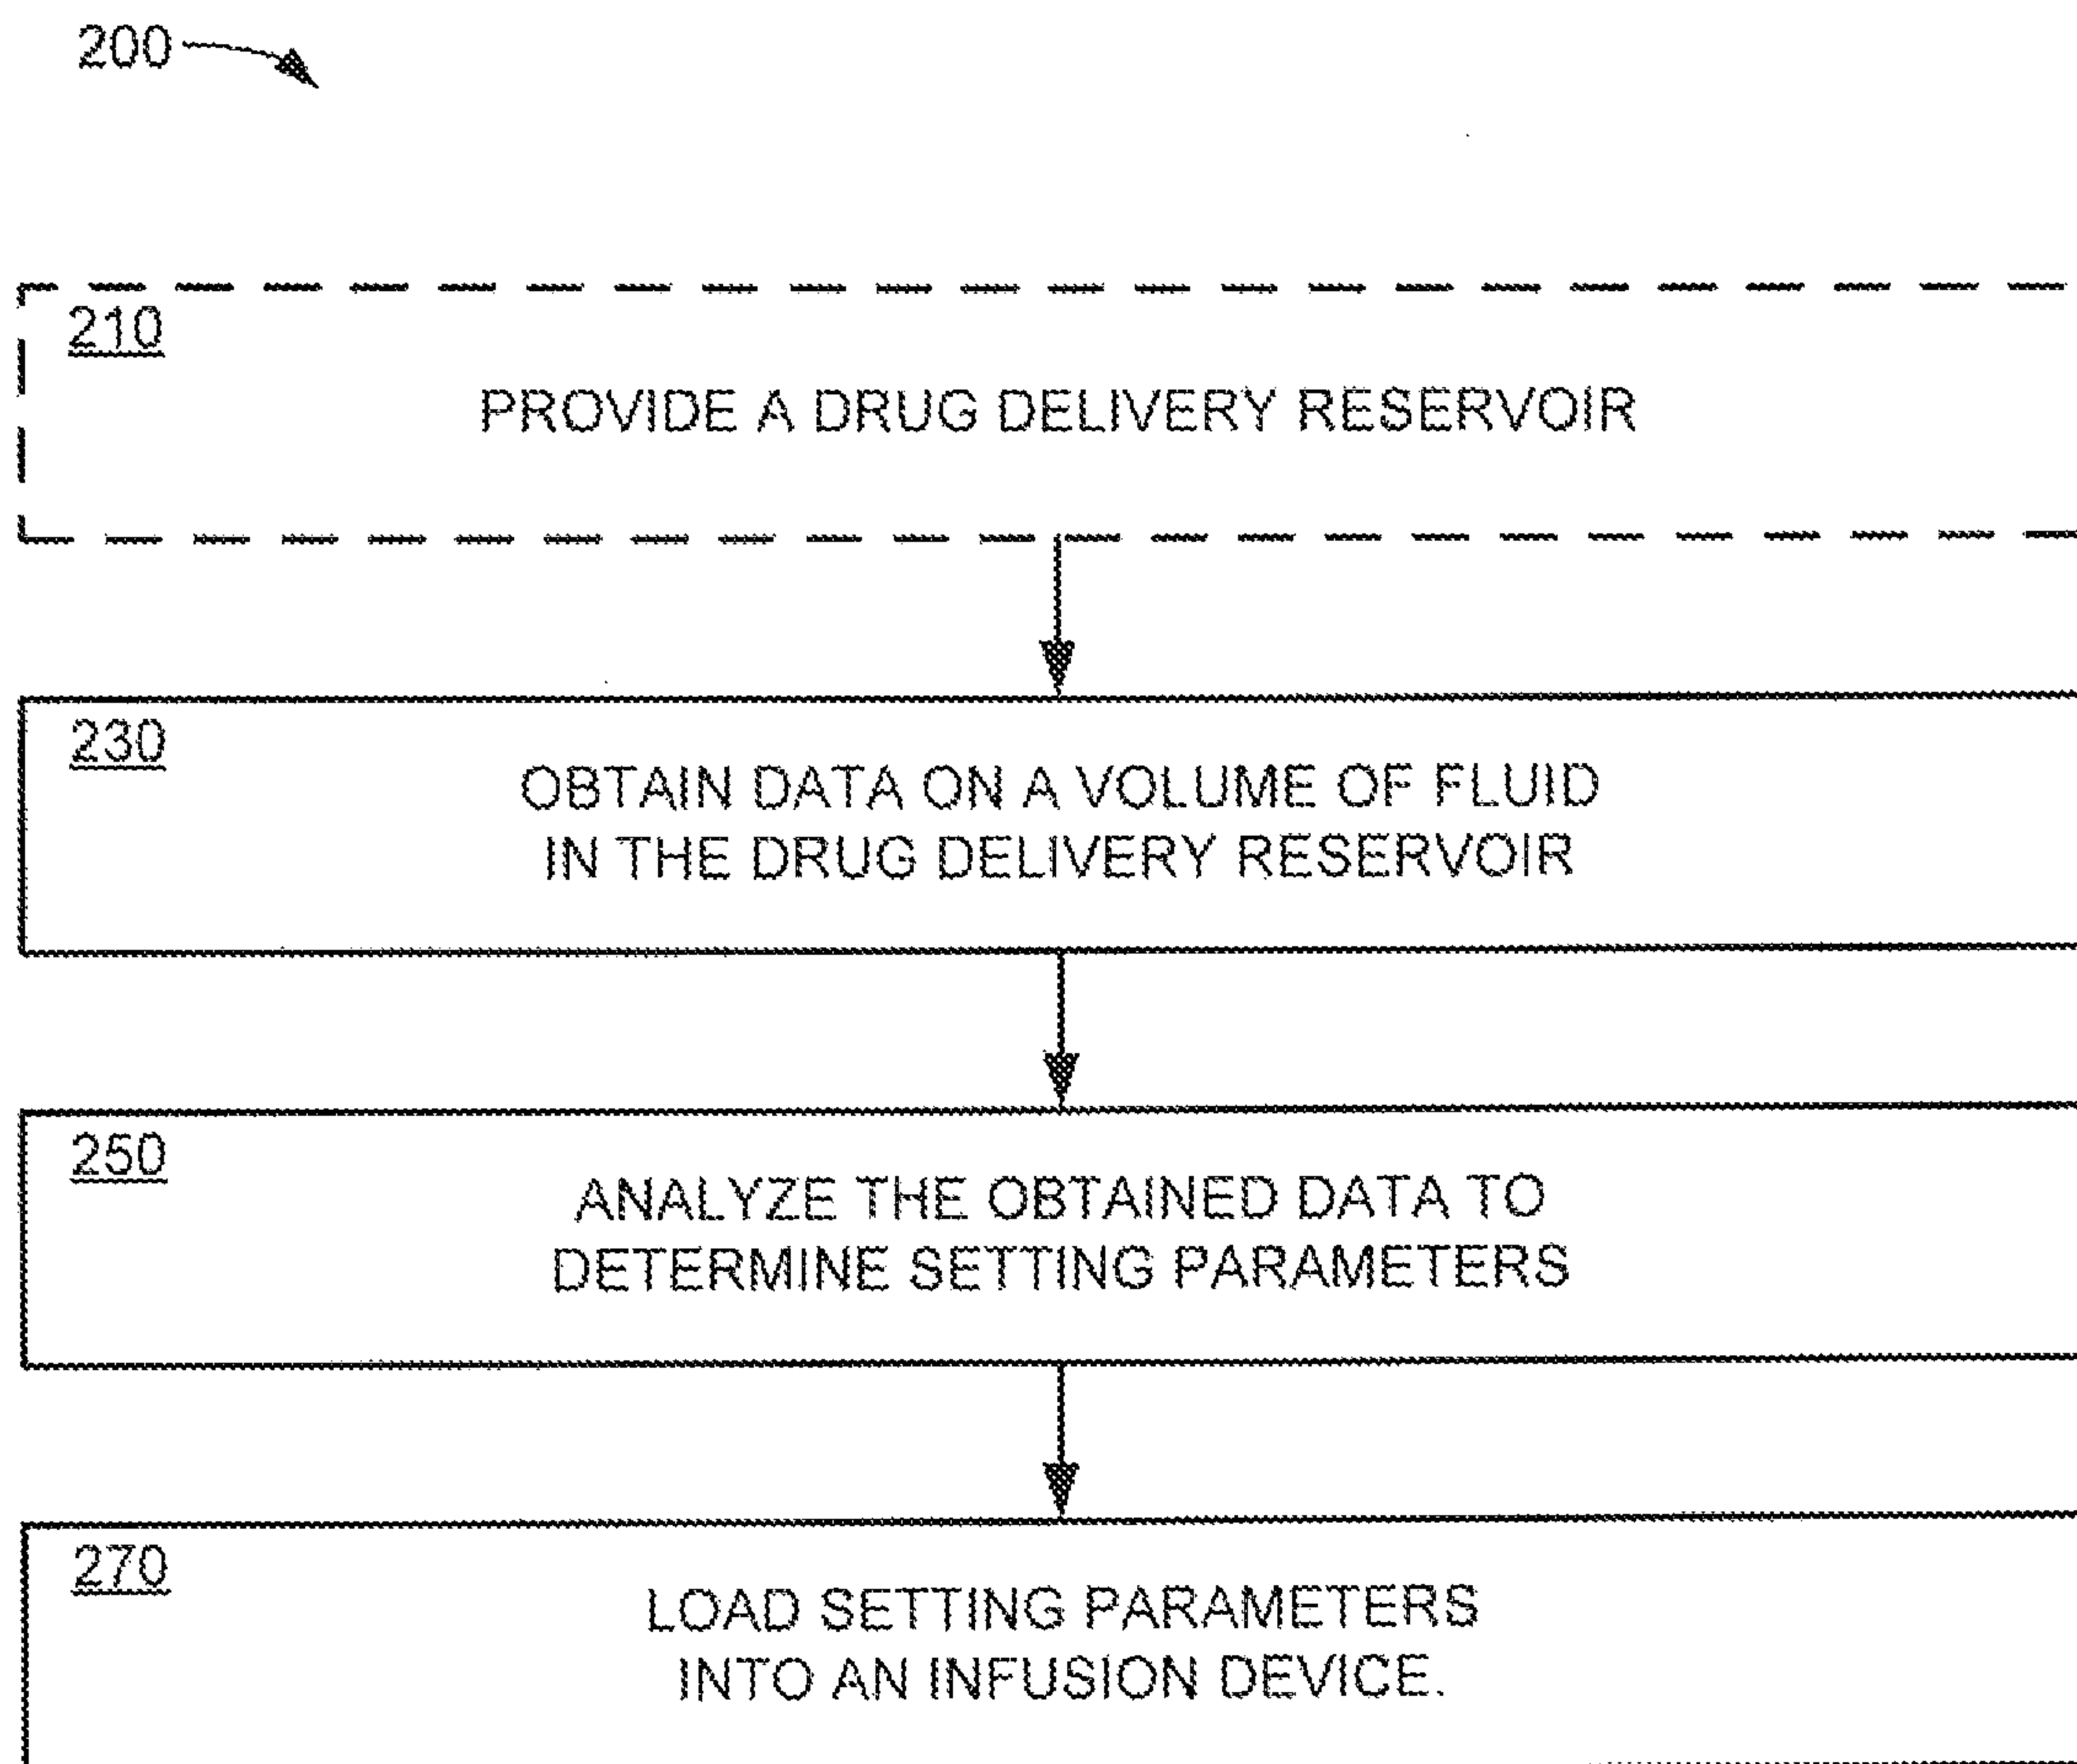 200
210
PROVIDE A DRUG DELIVERY RESERVOIR
230
OBTAIN DATA ON A VOLUME OF FLUID
IN THE DRUG DELIVERY RESERVOIR
250
ANALYZE THE OBTAINED DATA TO
DETERMINE SETTING PARAMETERS
270
LOAD SETTING PARAMETERS
INTO AN INFUSION DEVICE.